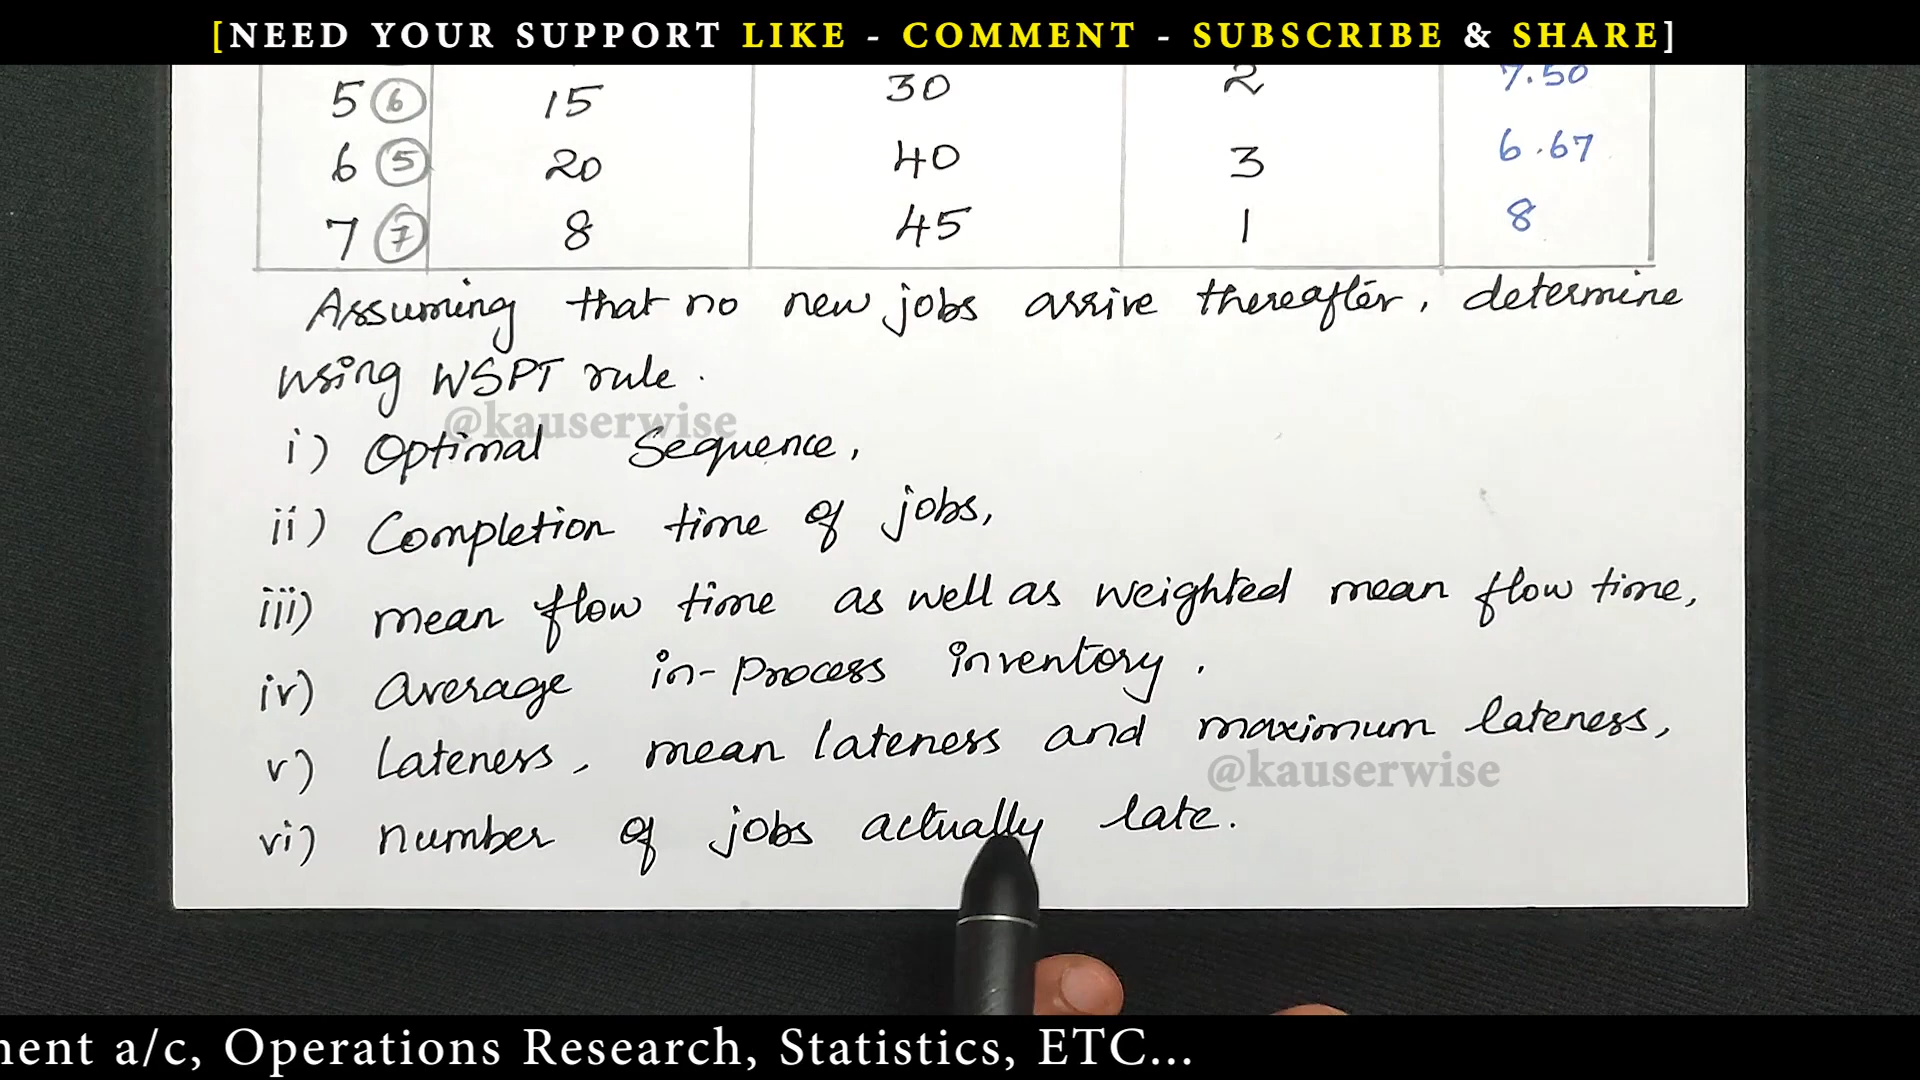 [NEED YOUR SUPPORT LIKE - COMMENT - SUBSCRIBE & SHARE]
5 6 15 30 2 7.50
6 5 20 40 3 6.67
7 7 8 45 1 8
Assuming that no new jobs arrive thereafter, determine
using WSPT rule.
@kauserwise
i) Optimal Sequence,
ii) Completion time of jobs,
iii) mean flow time as well as weighted mean flow time,
iv) average in-process inventory.
v) Lateness, mean lateness and maximum lateness,
@kauserwise
vi) number of jobs actually late.
ment a/c, Operations Research, Statistics, ETC...